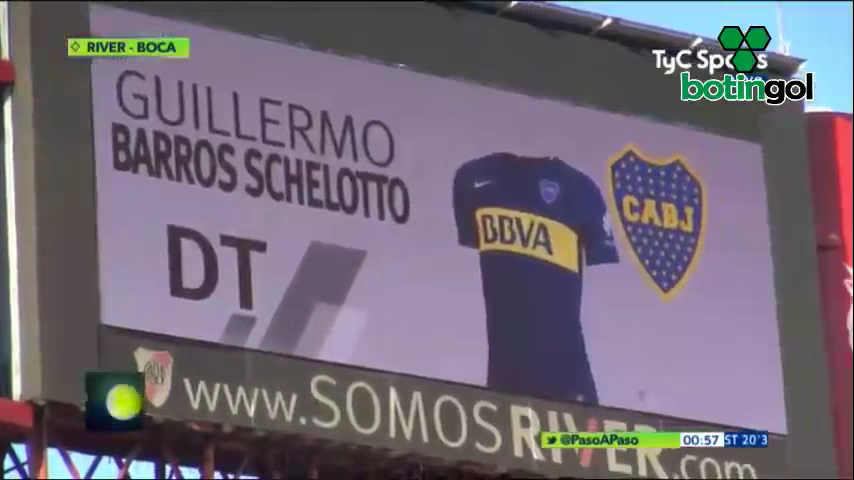 RIVER - BOCA
TyC Sports
botingol
GUILLERMO
BARROS SCHELOTTO
DT
BBVA
CABJ
www.SOMOSRIVER.com
@PasoAPaso
00:57
ST 20'3